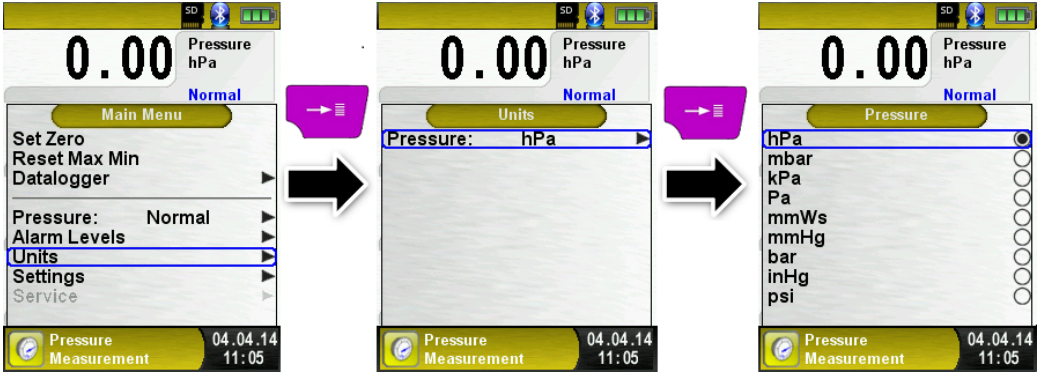 SD
0.00
Pressure
hPa
Normal
Main Menu
Set Zero
Reset Max Min
Datalogger
Pressure: Normal
Alarm Levels
Units
Settings
Service
Pressure
Measurement
04.04.14
11:05
SD
0.00
Pressure
hPa
Normal
Units
Pressure: hPa
Pressure
Measurement
04.04.14
11:05
SD
0.00
Pressure
hPa
Normal
Pressure
hPa
mbar
kPa
Pa
mmWs
mmHg
bar
inHg
psi
Pressure
Measurement
04.04.14
11:05